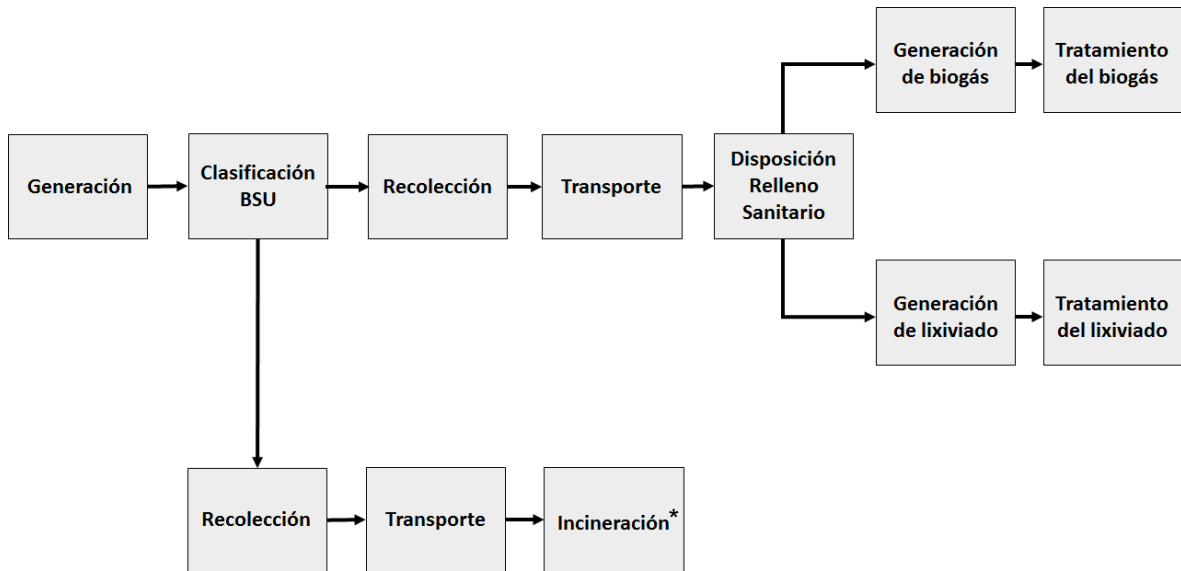 Generación
de biogás
Tratamiento
del biogás
Generación
Clasificación
BSU
Recolección
Transporte
Disposición
Relleno
Sanitario
Generación
de lixiviado
Tratamiento
del lixiviado
Recolección
Transporte
Incineración*